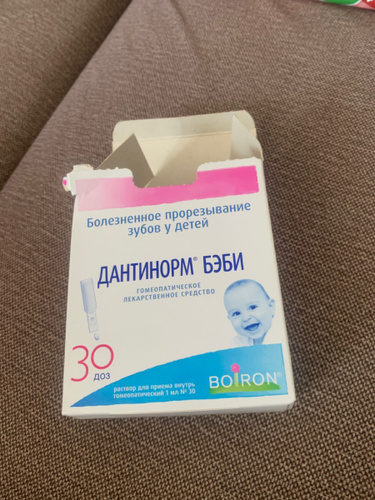 Болезненное прорезывание
зубов у детей
ДАНТИНОРМ® БЭБИ
ГОМЕОПАТИЧЕСКОЕ
ЛЕКАРСТВЕННОЕ СРЕДСТВО
30
доз
раствор для приема внутрь
гомеопатический 1 мл № 30
BOIRON®